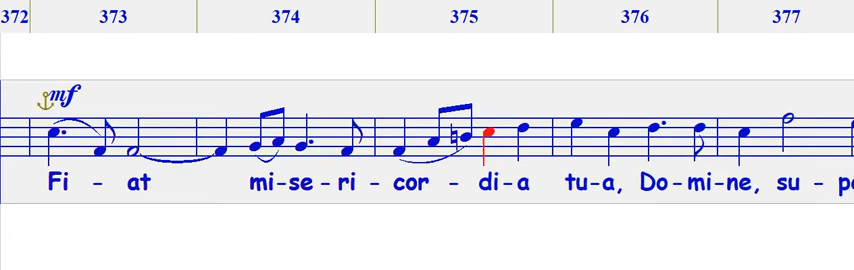 372 373 374 375 376 377
mf
Fi - at mi-se-ri-cor - di-a tu-a, Do-mi-ne, su - pe